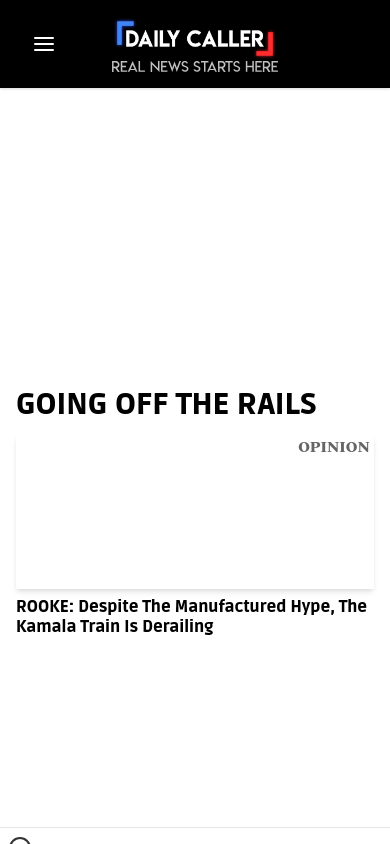 DAILY CALLER
REAL NEWS STARTS HERE
GOING OFF THE RAILS
OPINION
ROOKE: Despite The Manufactured Hype, The
Kamala Train Is Derailing